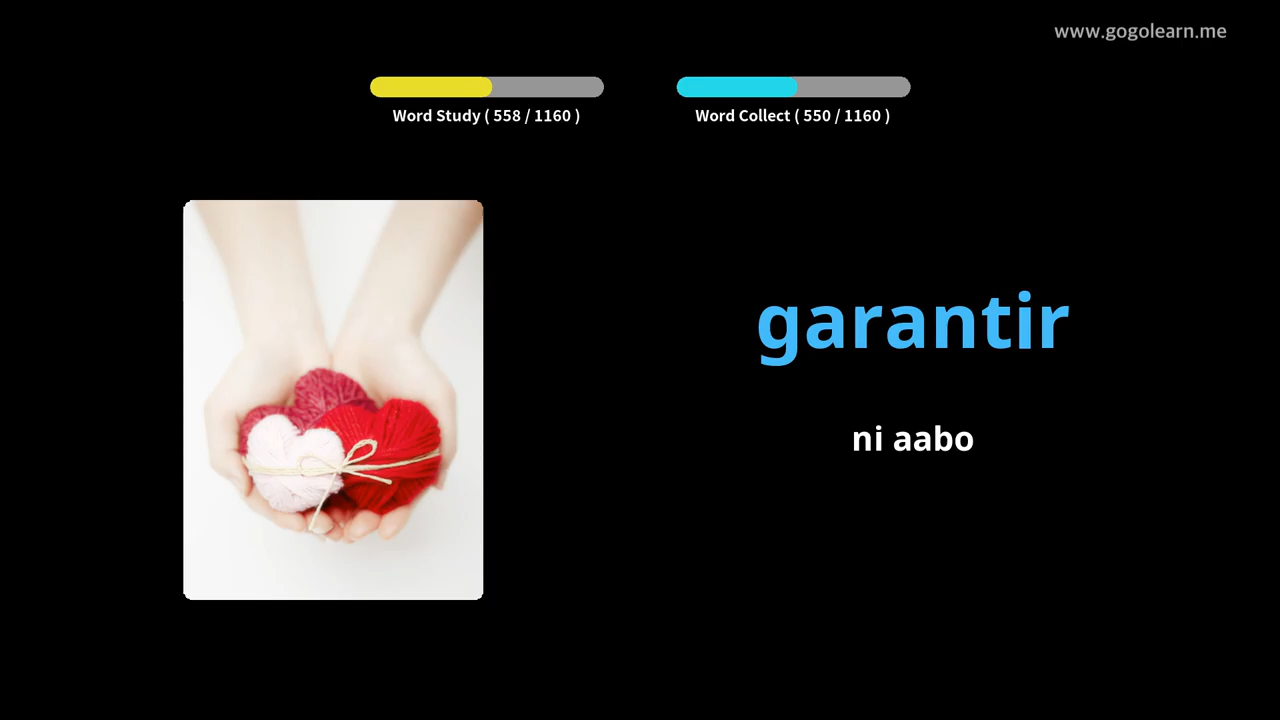 www.gogolearn.me
Word Study ( 558 / 1160 )
Word Collect ( 550 / 1160 )
garantir
ni aabo